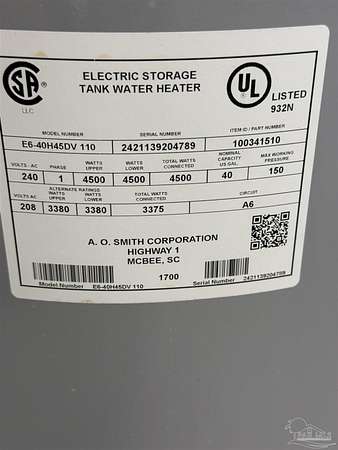 CSA
LLC
ELECTRIC STORAGE
TANK WATER HEATER
UL
LISTED
932N
MODEL NUMBER SERIAL NUMBER ITEM ID / PART NUMBER
E6-40H45DV 110 2421139204789 100341510
VOLTS - AC PHASE WATTS UPPER WATTS LOWER TOTAL WATTS CONNECTED NOMINAL CAPACITY US GAL. MAX WORKING PRESSURE
240 1 4500 4500 4500 40 150
VOLTS - AC ALTERNATE RATINGS WATTS UPPER WATTS LOWER TOTAL WATTS CONNECTED CIRCUIT
208 3380 3380 3375 A6
A. O. SMITH CORPORATION
HIGHWAY 1
MCBEE, SC
1700
Model Number E6-40H45DV 110
Serial Number 2421139204789